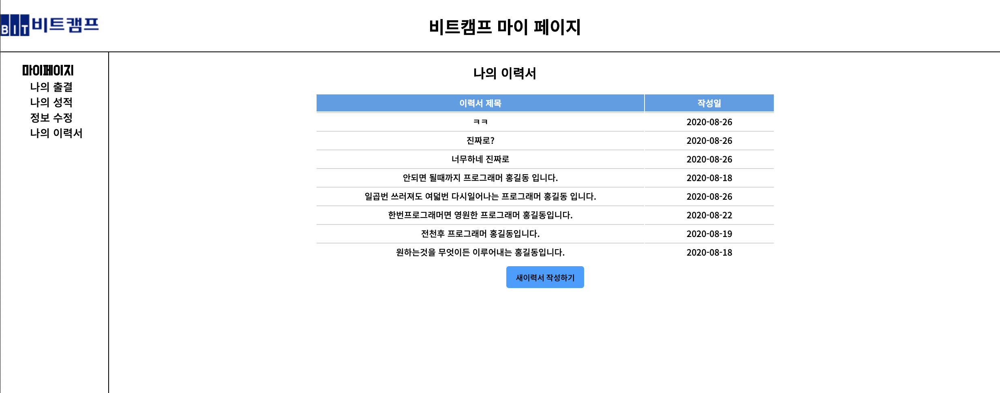 BIT 비트캠프
비트캠프 마이 페이지
마이페이지
나의 출결
나의 성적
정보 수정
나의 이력서
나의 이력서
이력서 제목 작성일
ㅋㅋ 2020-08-26
진짜로? 2020-08-26
너무하네 진짜로 2020-08-26
안되면 될때까지 프로그래머 홍길동 입니다. 2020-08-18
일곱번 쓰러져도 여덟번 다시일어나는 프로그래머 홍길동 입니다. 2020-08-26
한번프로그래머면 영원한 프로그래머 홍길동입니다. 2020-08-22
전천후 프로그래머 홍길동입니다. 2020-08-19
원하는것을 무엇이든 이루어내는 홍길동입니다. 2020-08-18
새이력서 작성하기